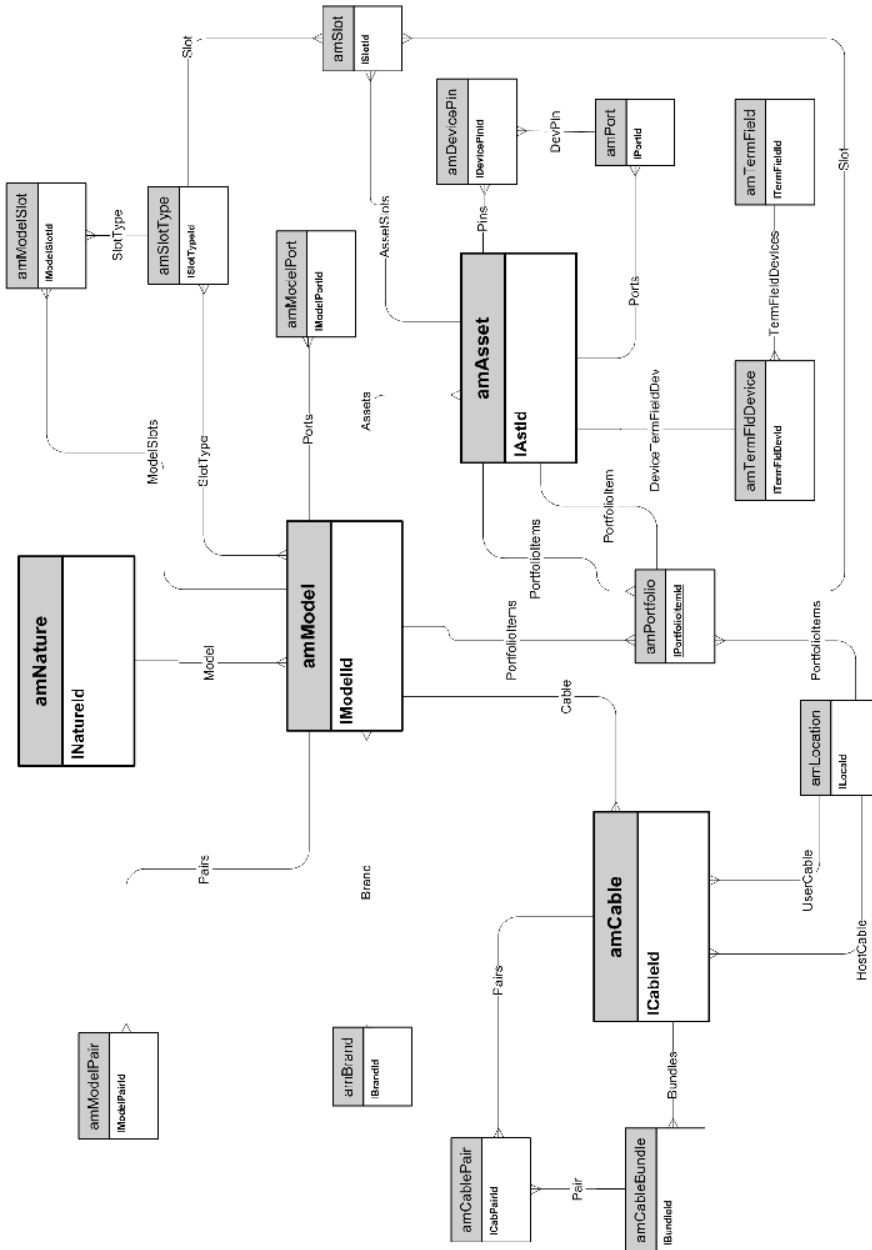 amSlot
lSlotId
Slot
amModelSlot
lModelSlotId
SlotType
amSlotType
lSlotTypeId
amDevicePin
lDevicePinId
DevPin
amPort
lPortId
amTermField
lTermFieldId
Slot
AssetSlots
Pins
amModelPort
lModelPortId
Ports
TermFieldDevices
ModelSlots
SlotType
Ports
Assets
amAsset
lAstId
DeviceTermFieldDev
amTermFldDevice
lTermFldDevId
PortfolioItem
PortfolioItems
amNature
lNatureId
Model
amModel
lModelId
PortfolioItems
amPortfolio
lPortfolioItemId
PortfolioItems
Cable
amLocation
lLocaId
Pairs
Brand
amCable
lCableId
UserCable
HostCable
Pairs
Bundles
amModelPair
lModelPairId
amBrand
lBrandId
amCablePair
lCabPairId
Pair
amCableBundle
lBundleId